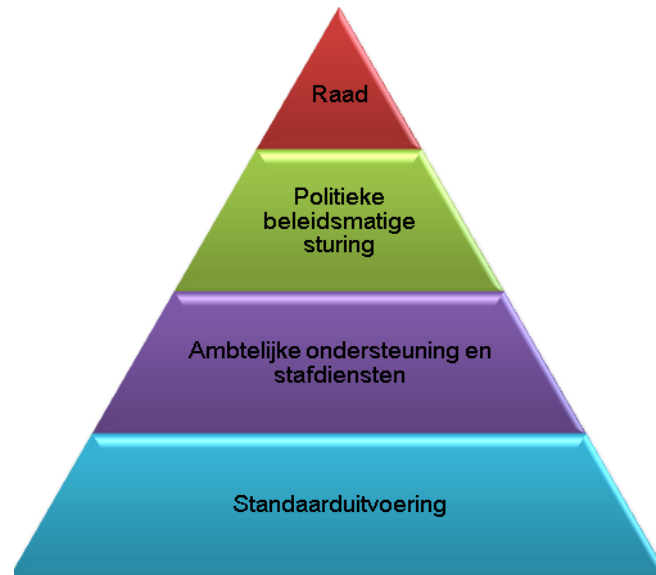 Raad
Politieke
beleidsmatige
sturing
Ambtelijke ondersteuning en
stafdiensten
Standaarduitvoering